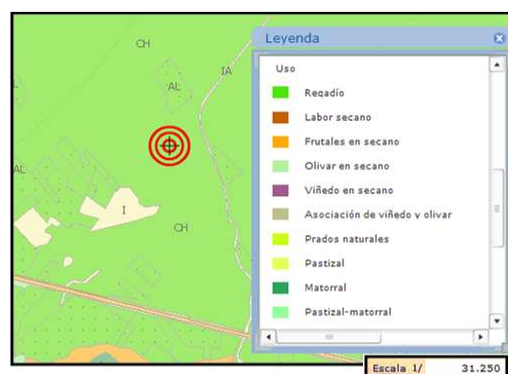 CH
AL
IA
AL
I
CH
Leyenda
Uso
Regadío
Labor secano
Frutales en secano
Olivar en secano
Viñedo en secano
Asociación de viñedo y olivar
Prados naturales
Pastizal
Matorral
Pastizal-matorral
Escala 1/ 31.250